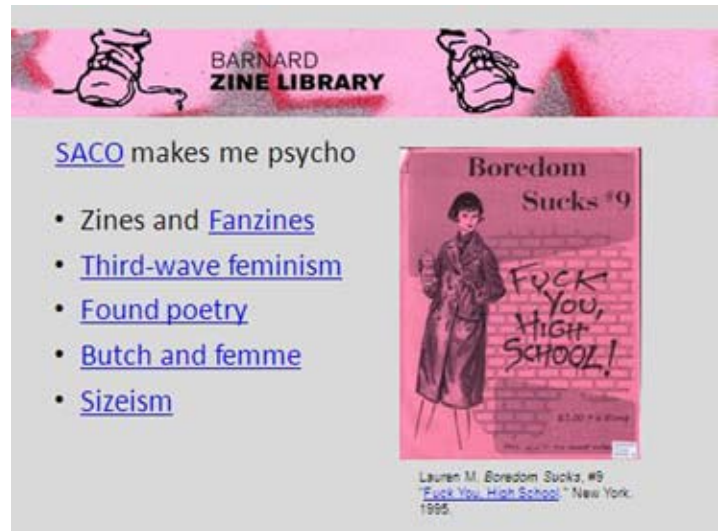 BARNARD
ZINE LIBRARY
SACO makes me psycho
• Zines and Fanzines
• Third-wave feminism
• Found poetry
• Butch and femme
• Sizeism
Boredom
Sucks #9
FUCK
YOU,
HIGH
SCHOOL!
Lauren M. Boredom Sucks, #9
"Fuck You, High School." New York.
1995.